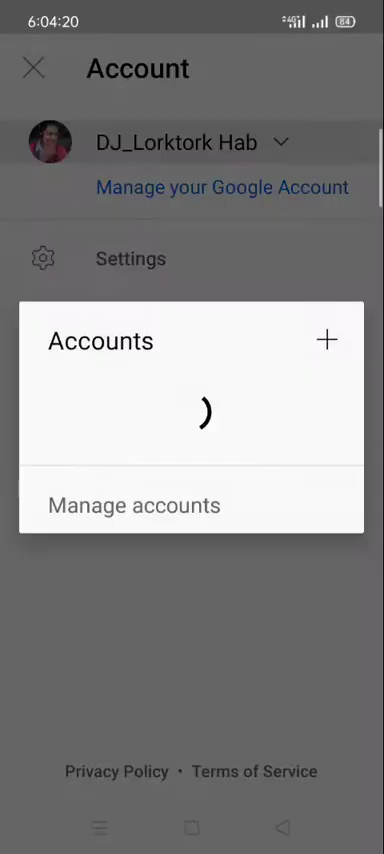 6:04:20
4G 84
Account
DJ_Lorktork Hab
Manage your Google Account
Settings
Accounts
Manage accounts
Privacy Policy • Terms of Service